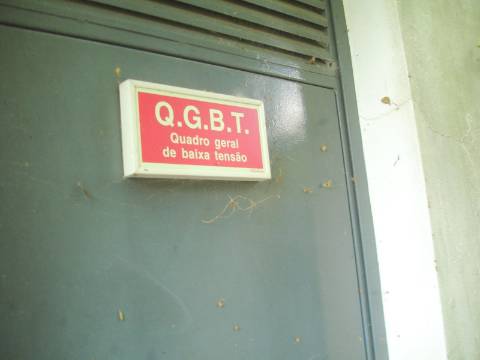 Q.G.B.T.
Quadro geral
de baixa tensão